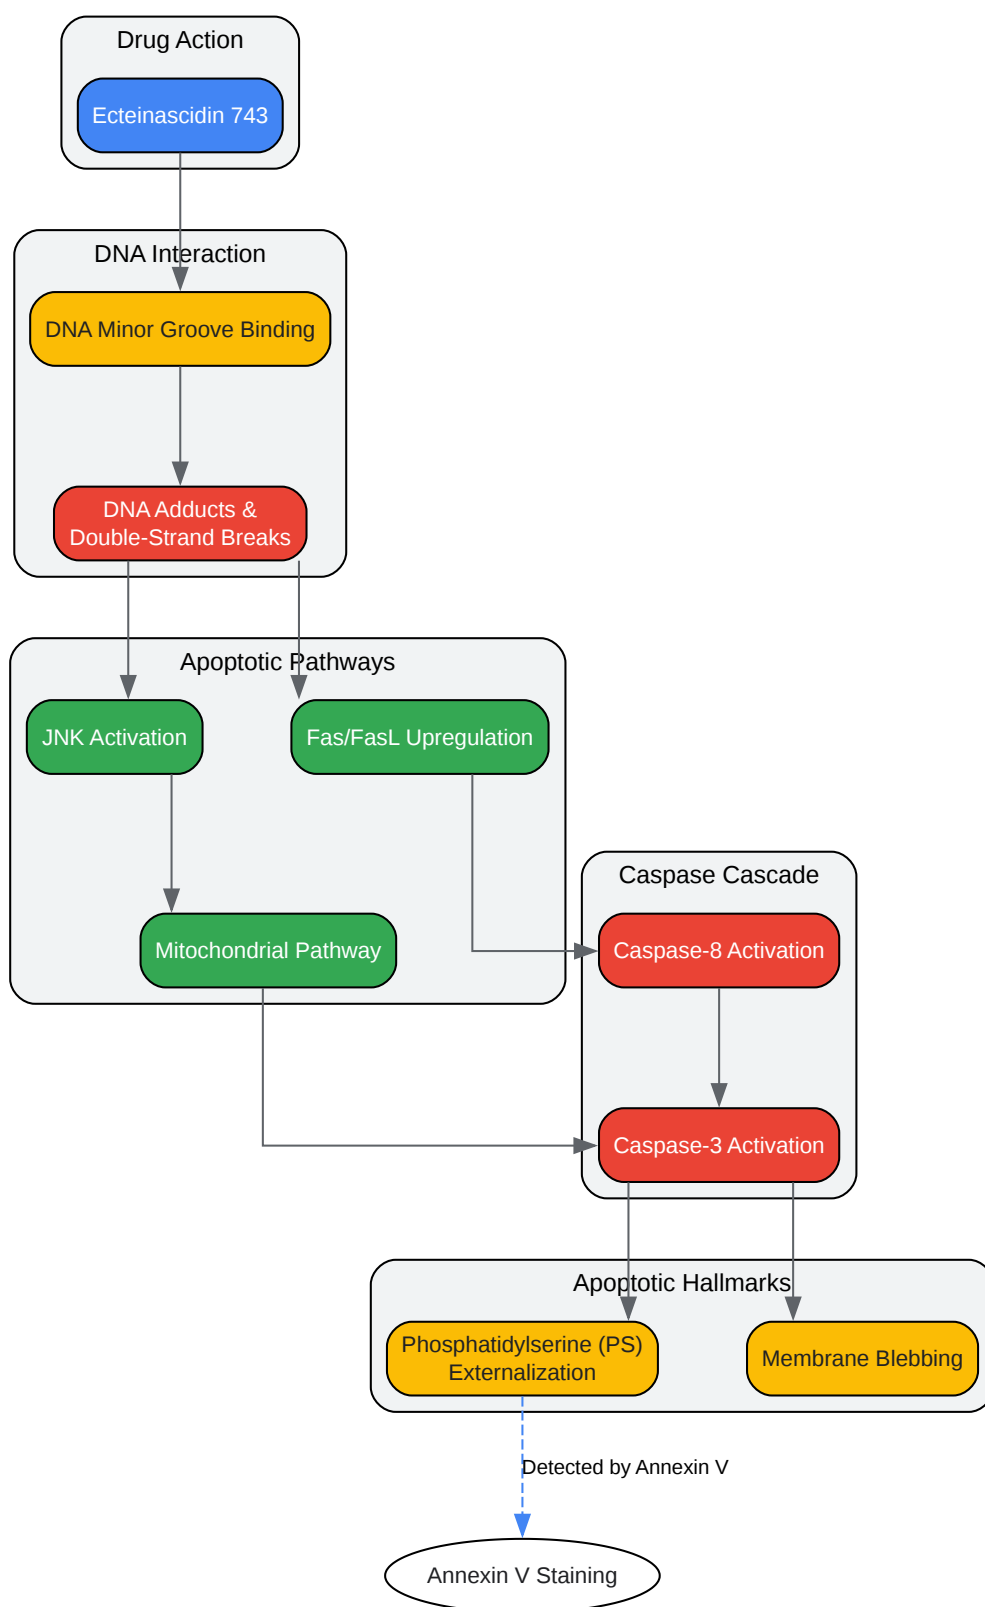 Drug Action
Ecteinascidin 743
DNA Interaction
DNA Minor Groove Binding
DNA Adducts &
Double-Strand Breaks
Apoptotic Pathways
JNK Activation
Fas/FasL Upregulation
Caspase Cascade
Mitochondrial Pathway
Caspase-8 Activation
Caspase-3 Activation
Apoptotic Hallmarks
Phosphatidylserine (PS)
Externalization
Membrane Blebbing
Detected by Annexin V
Annexin V Staining